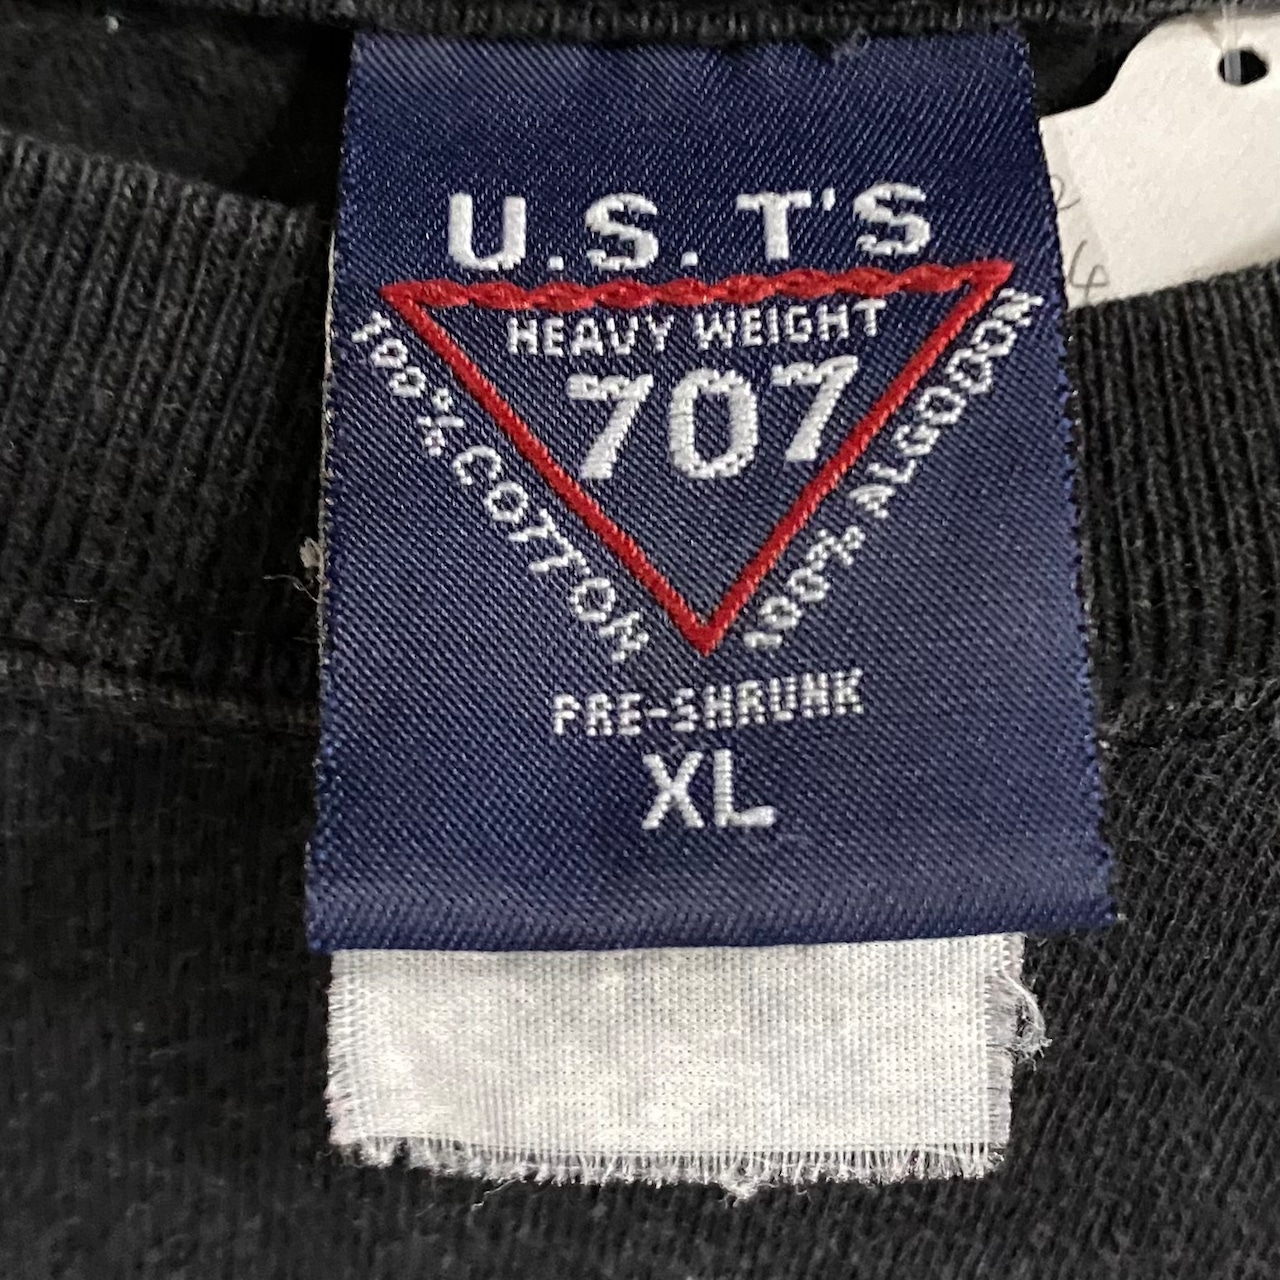 U.S. T'S
HEAVY WEIGHT
707
100% COTTON
100% ALGODON
PRE-SHRUNK
XL